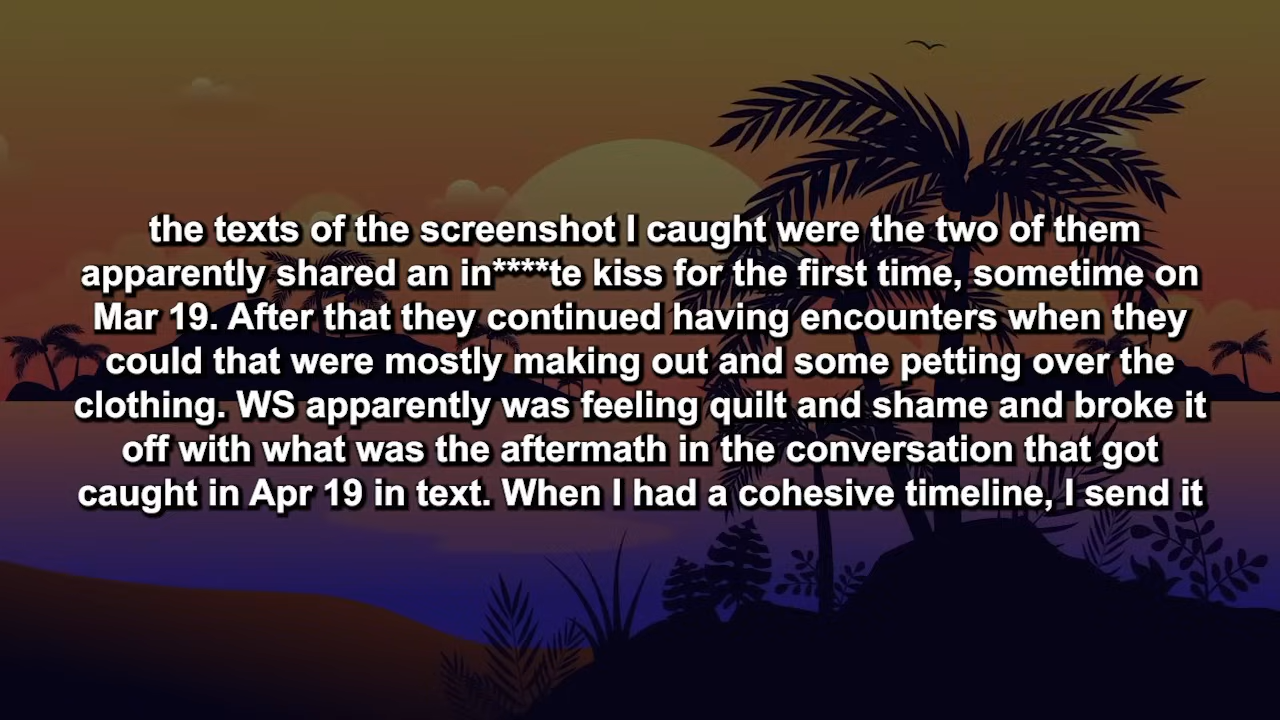 the texts of the screenshot I caught were the two of them
apparently shared an in****te kiss for the first time, sometime on
Mar 19. After that they continued having encounters when they
could that were mostly making out and some petting over the
clothing. WS apparently was feeling quilt and shame and broke it
off with what was the aftermath in the conversation that got
caught in Apr 19 in text. When I had a cohesive timeline, I send it